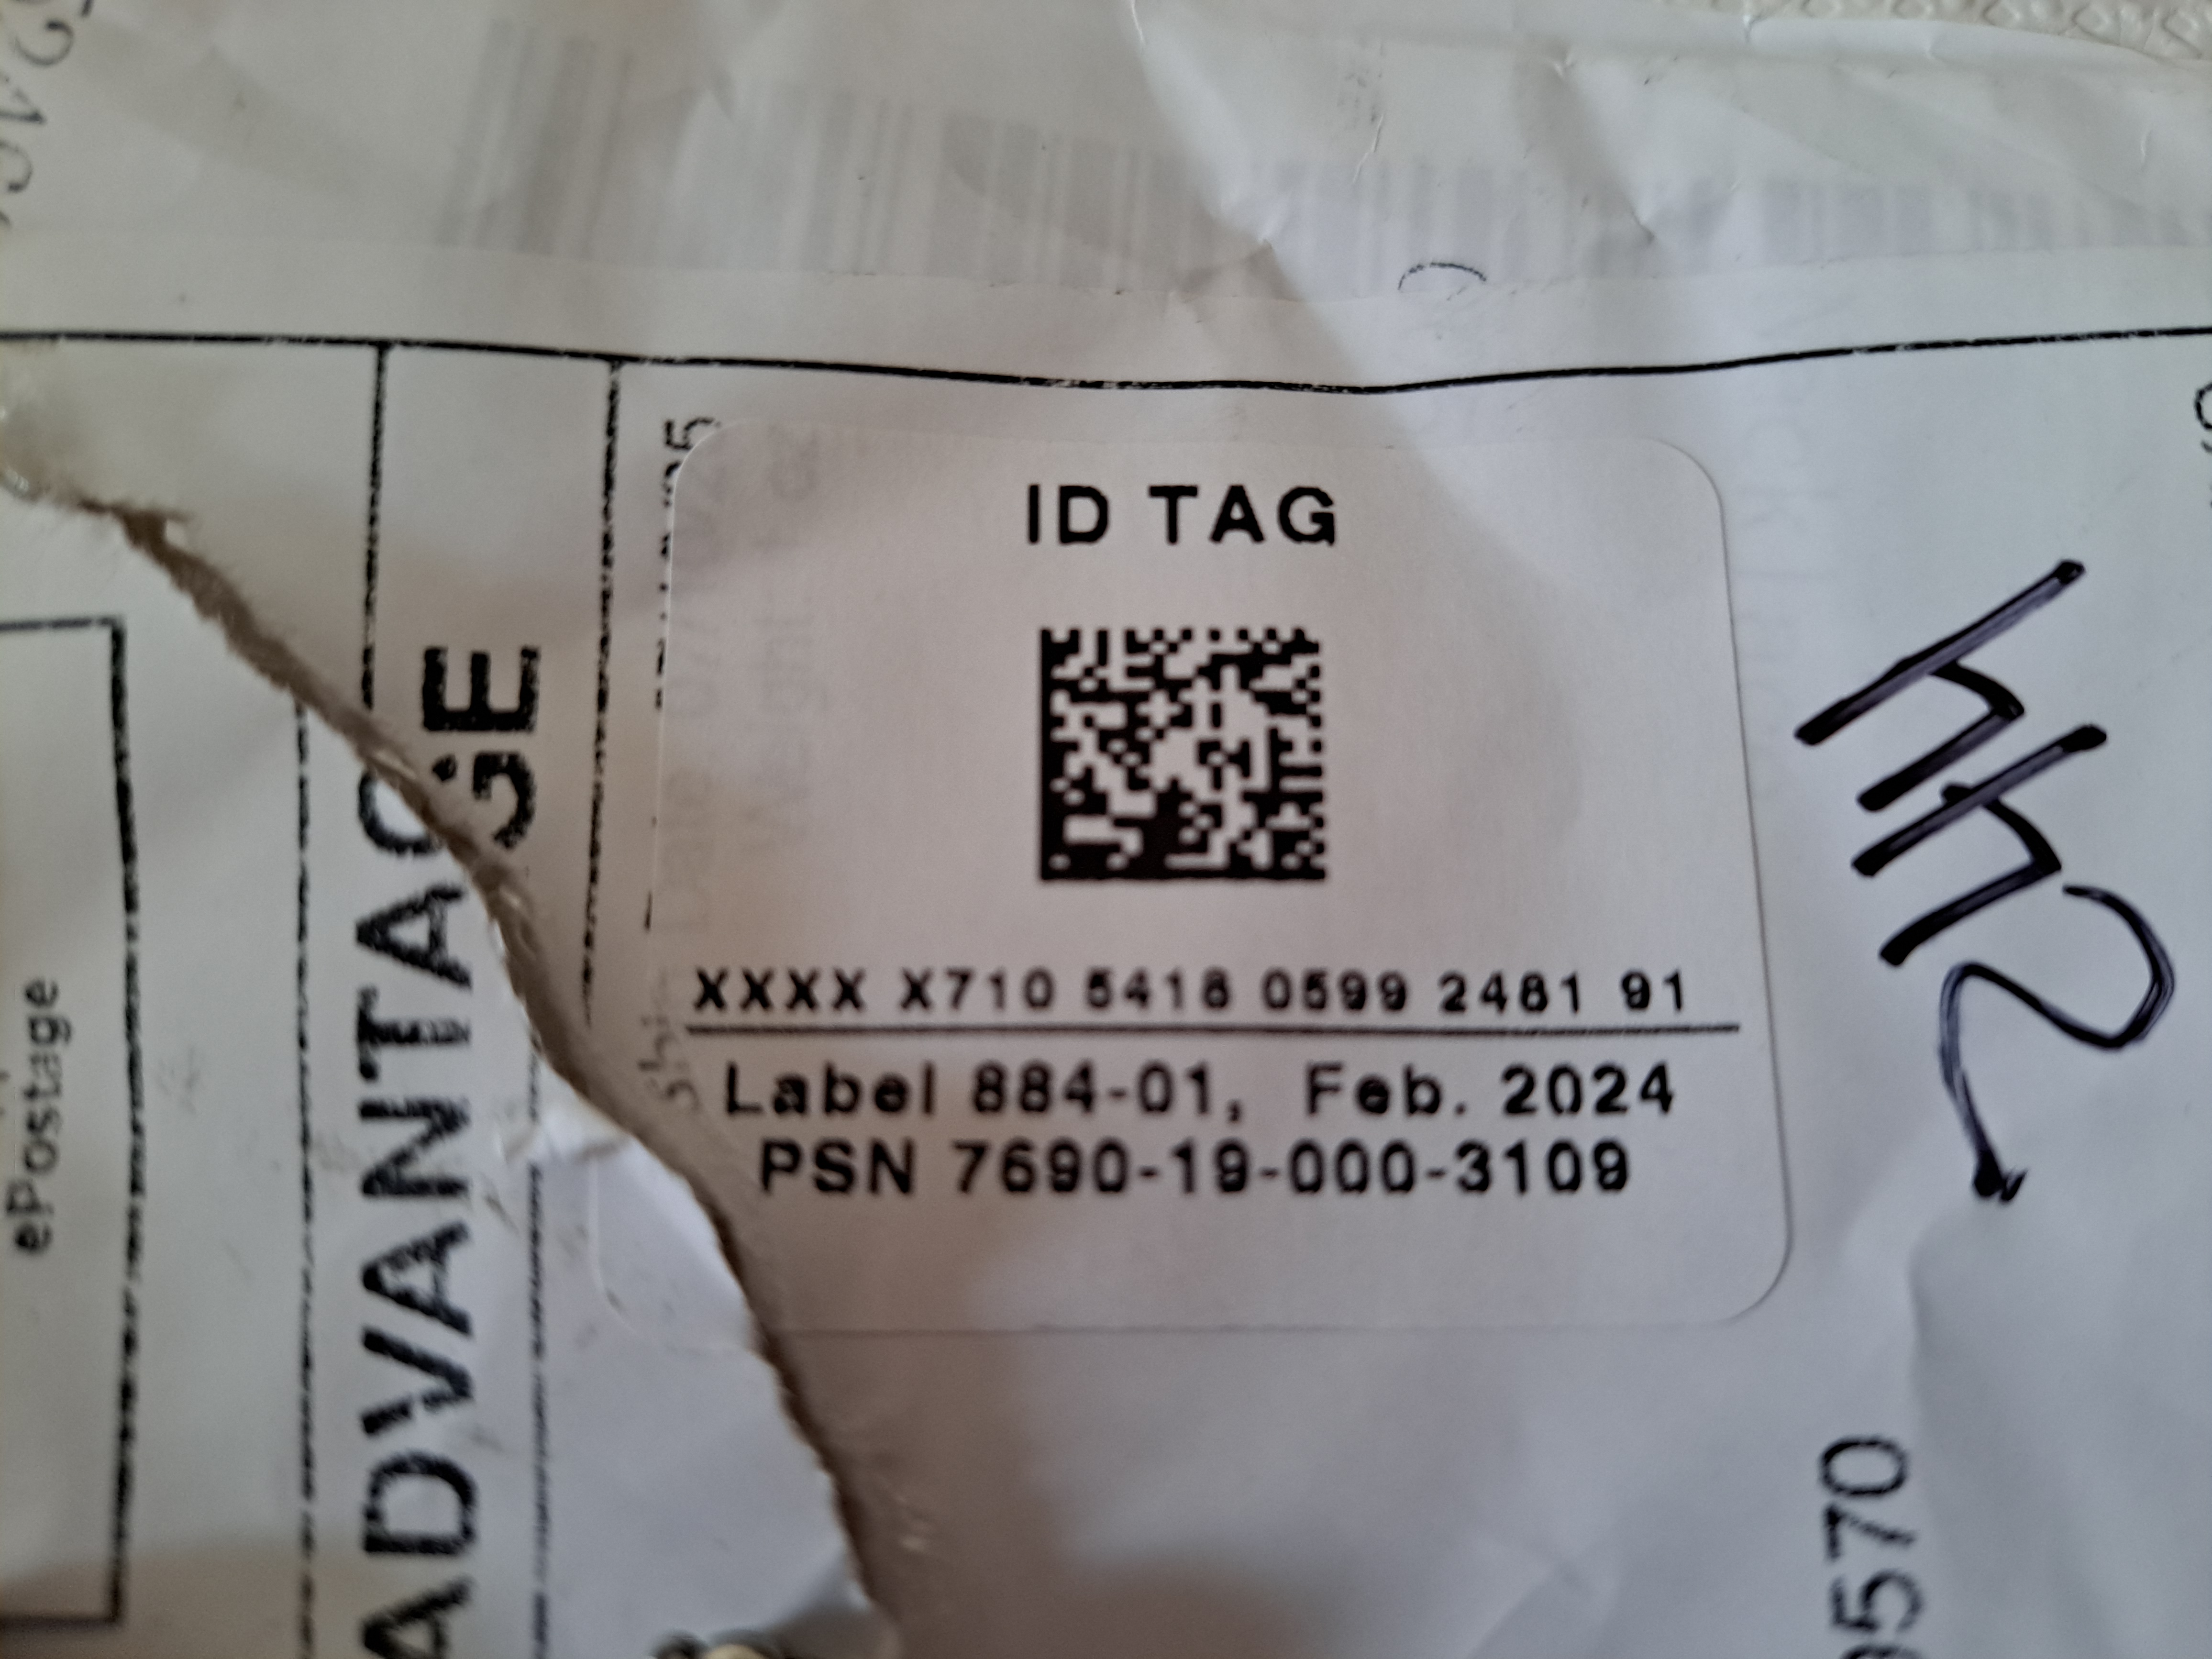 ID TAG
XXXX X710 5418 0599 2481 91
Label 884-01, Feb. 2024
PSN 7690-19-000-3109
ADVANTAGE
ePostage